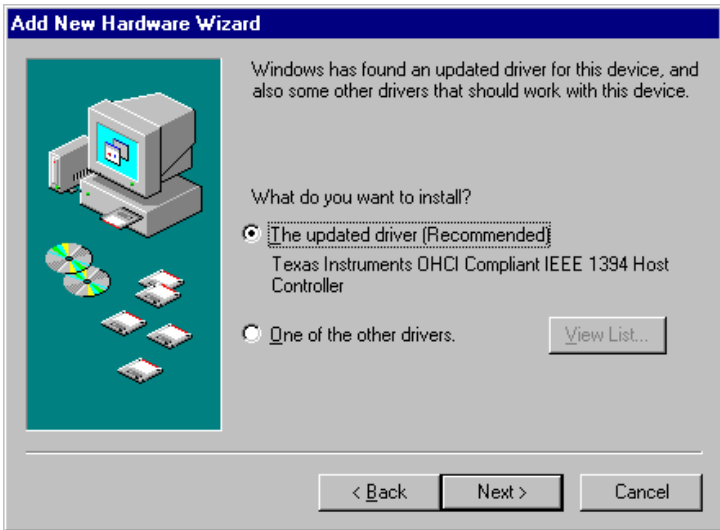 Add New Hardware Wizard
Windows has found an updated driver for this device, and
also some other drivers that should work with this device.
What do you want to install?
The updated driver (Recommended)
Texas Instruments OHCI Compliant IEEE 1394 Host
Controller
One of the other drivers.
View List...
< Back
Next >
Cancel